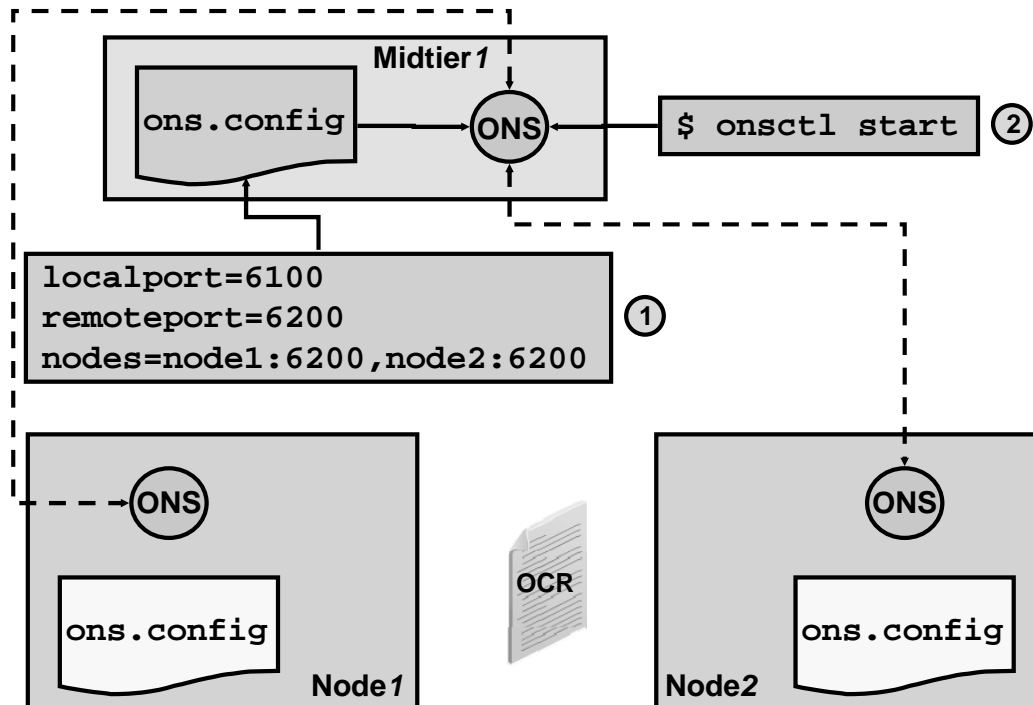 Midtier1
ons.config
ONS
$ onsctl start
2
localport=6100
remoteport=6200
nodes=node1:6200,node2:6200
1
ONS
ons.config
Node1
OCR
ONS
ons.config
Node2